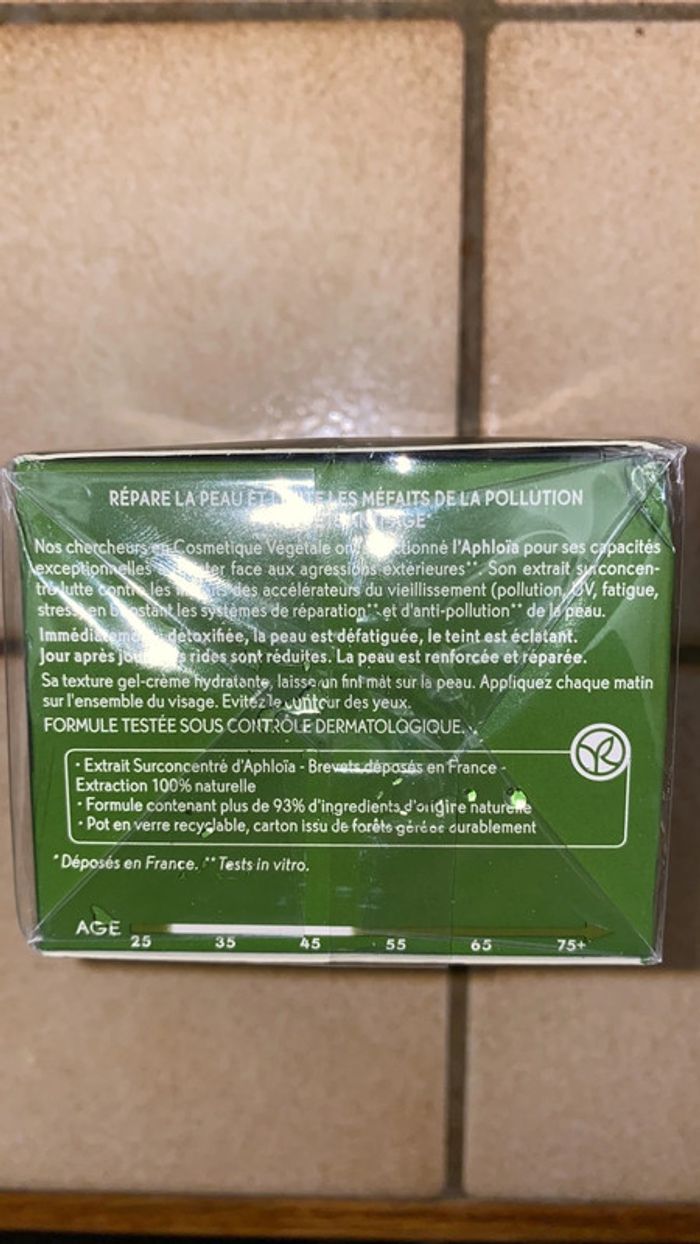 RÉPARE LA PEAU ET LES MÉFAITS DE LA POLLUTION
Nos chercheurs en Cosmetique Végétale l'Aphloïa pour ses capacités
exceptionnelles face aux agressions extérieures**. Son extrait surconcen-
tré lutte contre les des accélérateurs du vieillissement (pollution, UV, fatigue,
stress) en boostant les systèmes de réparation** et d'anti-pollution** de la peau.
Immédiatement détoxifiée, la peau est défatiguée, le teint est éclatant.
Jour après jour rides sont réduites. La peau est renforcée et réparée.
Sa texture gel-crème hydratante, laisse un fini mat sur la peau. Appliquez chaque matin
sur l'ensemble du visage. Evitez le contour des yeux.
FORMULE TESTÉE SOUS CONTRÔLE DERMATOLOGIQUE.
• Extrait Surconcentré d'Aphloïa - Brevets déposés en France -
Extraction 100% naturelle
• Formule contenant plus de 93% d'ingredients d'origine naturelle
• Pot en verre recyclable, carton issu de forêts gérées durablement
*Déposés en France. **Tests in vitro.
AGE
25 35 45 55 65 75+